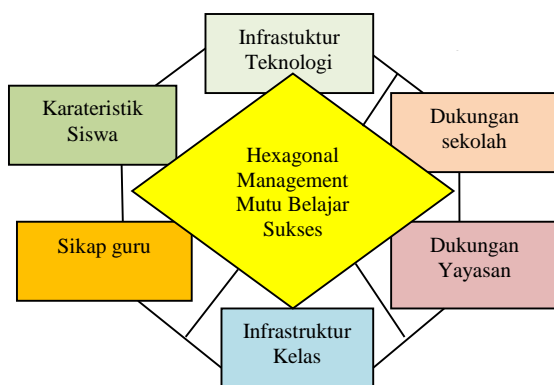 Infrastuktur
Teknologi
Karateristik
Siswa
Dukungan
sekolah
Hexagonal
Management
Mutu Belajar
Sukses
Sikap guru
Dukungan
Yayasan
Infrastruktur
Kelas